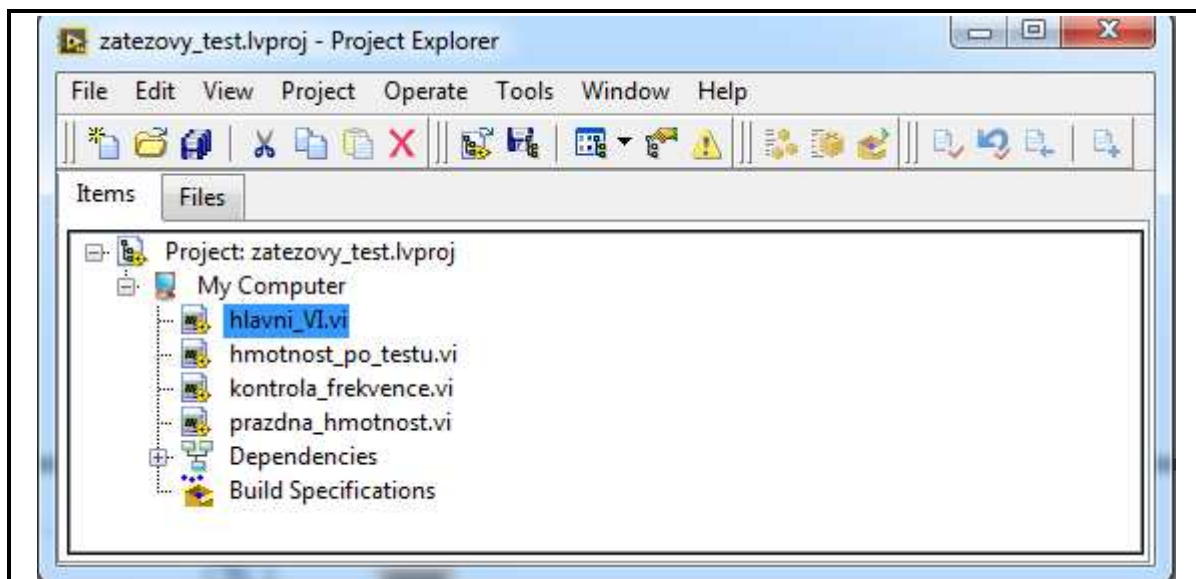 zatezovy_test.lvproj - Project Explorer
File Edit View Project Operate Tools Window Help
Items Files
Project: zatezovy_test.lvproj
My Computer
hlavni_VI.vi
hmotnost_po_testu.vi
kontrola_frekvence.vi
prazdna_hmotnost.vi
Dependencies
Build Specifications